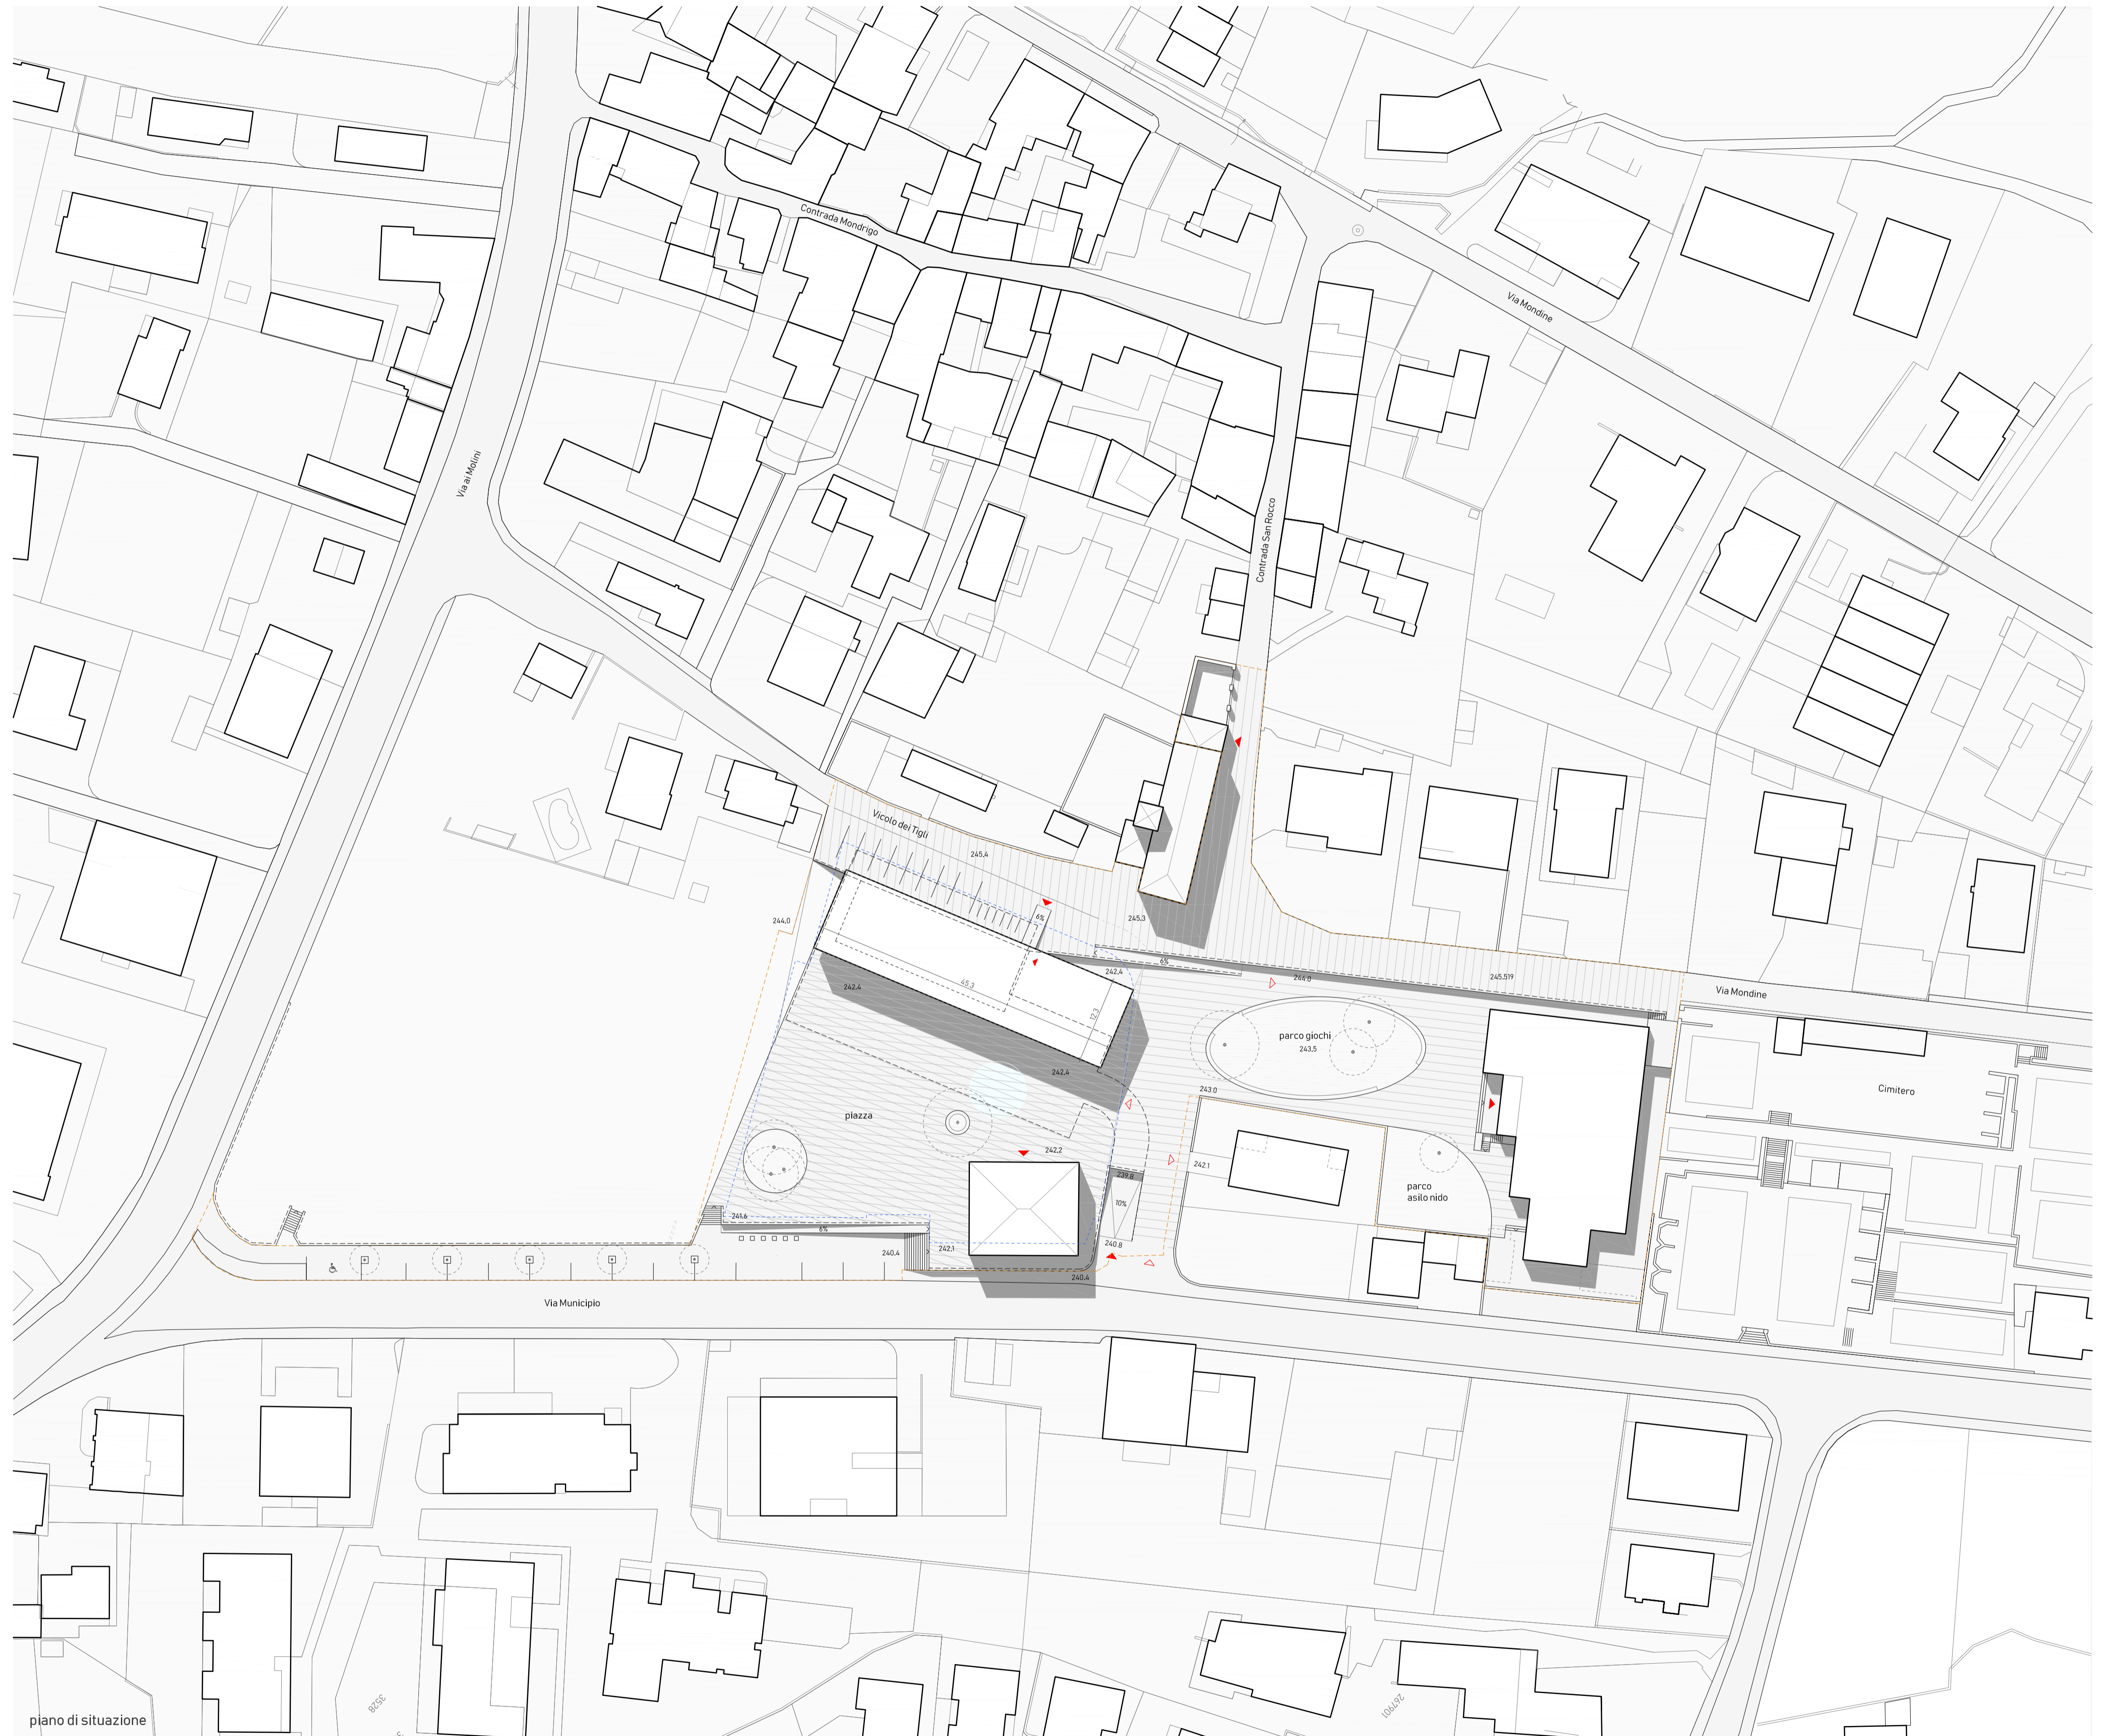 Contrada Mondrigo
Via Mondine
Via ai Molini
Contrada San Rocco
Vicolo dei Tigli
245,4
244,0
6%
245,3
242,4
6%
244.0
245.519
Via Mondine
242,4
45.3
12.3
parco giochi
243,5
Cimitero
242.4
243.0
piazza
242,2
242.1
239.8
parco
asilo nido
10%
241.6
6%
240.4
242,1
240.8
240.4
Via Municipio
3528
267901
piano di situazione